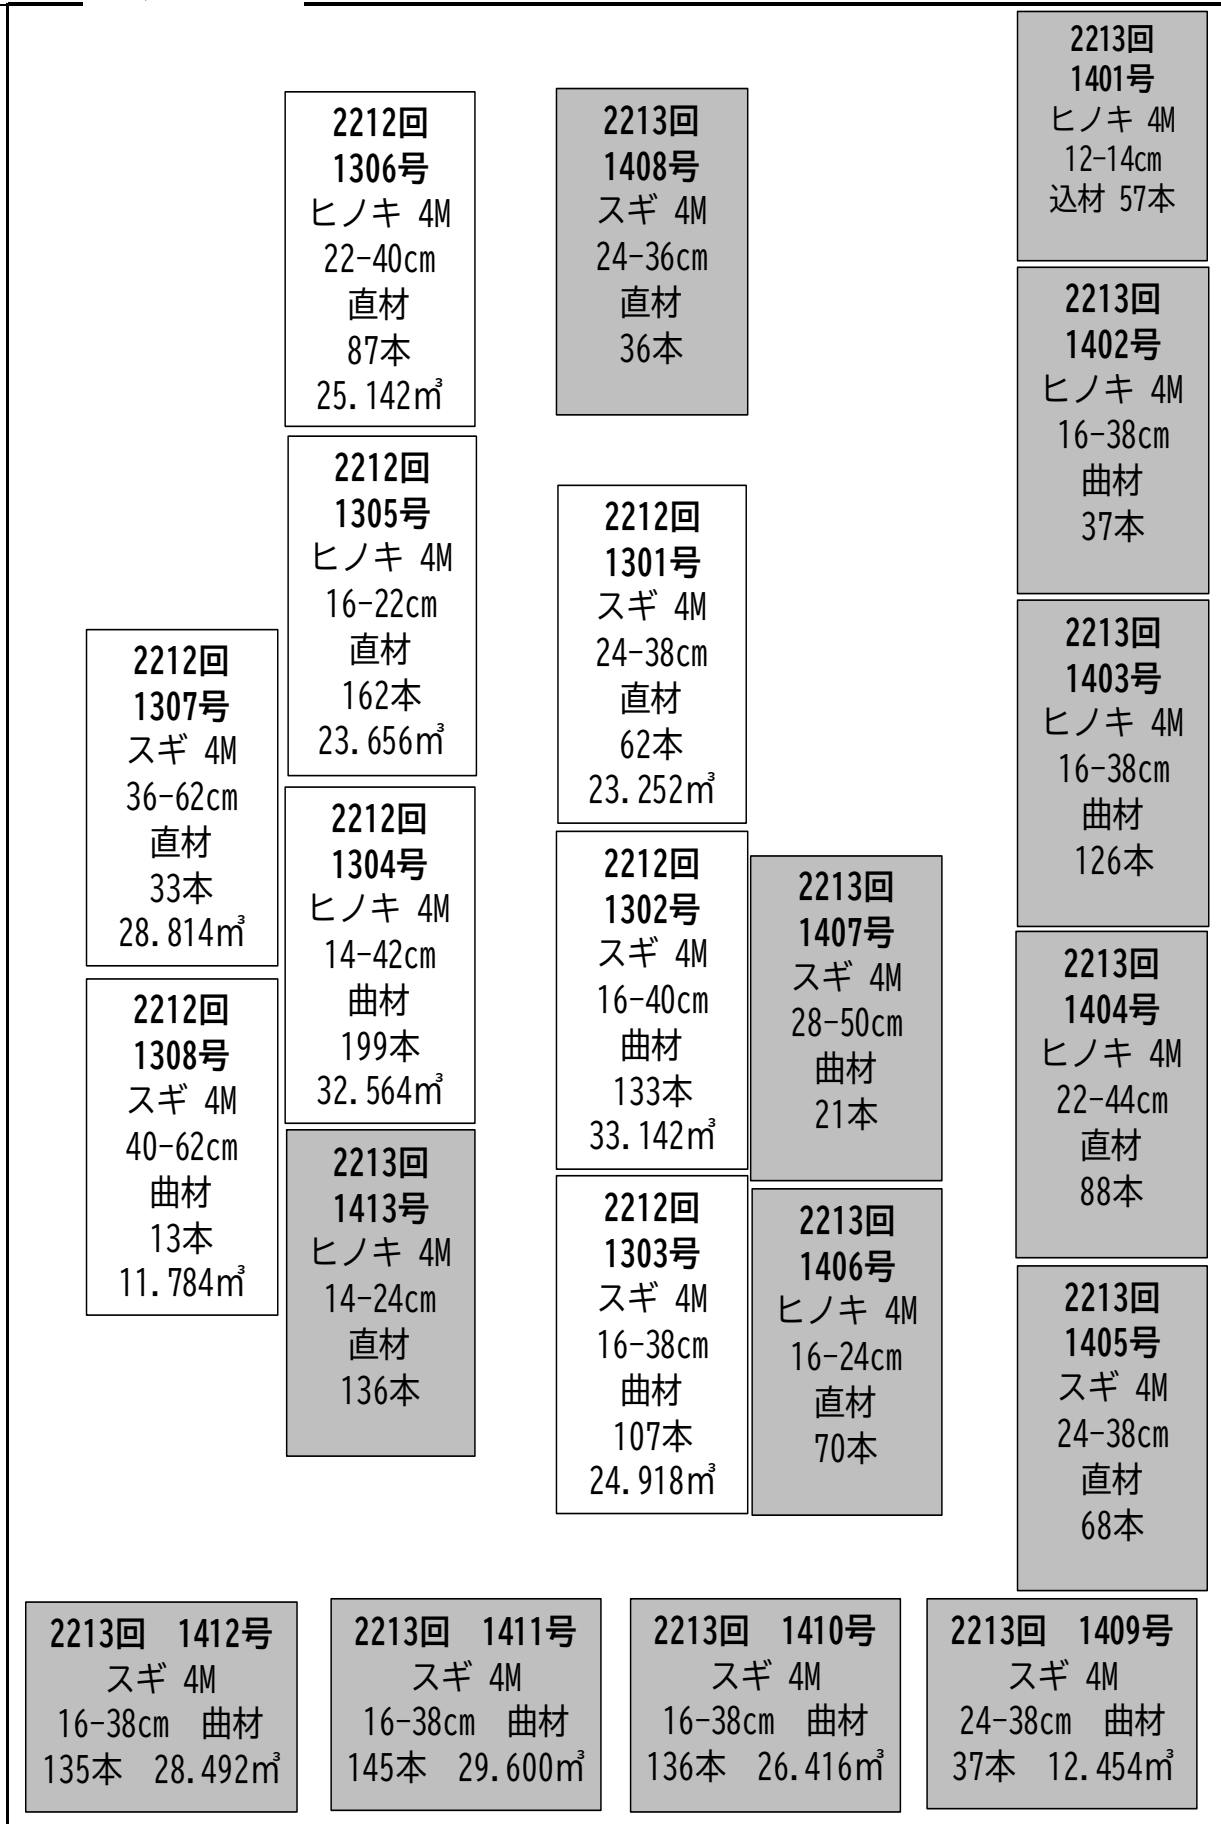 2213回
1401号
ヒノキ 4M
12-14cm
込材 57本
2212回
1306号
ヒノキ 4M
22-40cm
直材
87本
25.142㎥
2213回
1408号
スギ 4M
24-36cm
直材
36本
2213回
1402号
ヒノキ 4M
16-38cm
曲材
37本
2212回
1305号
ヒノキ 4M
16-22cm
直材
162本
23.656㎥
2212回
1301号
スギ 4M
24-38cm
直材
62本
23.252㎥
2213回
1403号
ヒノキ 4M
16-38cm
曲材
126本
2212回
1307号
スギ 4M
36-62cm
直材
33本
28.814㎥
2212回
1304号
ヒノキ 4M
14-42cm
曲材
199本
32.564㎥
2212回
1302号
スギ 4M
16-40cm
曲材
133本
33.142㎥
2213回
1407号
スギ 4M
28-50cm
曲材
21本
2213回
1404号
ヒノキ 4M
22-44cm
直材
88本
2212回
1308号
スギ 4M
40-62cm
曲材
13本
11.784㎥
2213回
1413号
ヒノキ 4M
14-24cm
直材
136本
2212回
1303号
スギ 4M
16-38cm
曲材
107本
24.918㎥
2213回
1406号
ヒノキ 4M
16-24cm
直材
70本
2213回
1405号
スギ 4M
24-38cm
直材
68本
2213回　1412号
スギ 4M
16-38cm　曲材
135本　28.492㎥
2213回　1411号
スギ 4M
16-38cm　曲材
145本　29.600㎥
2213回　1410号
スギ 4M
16-38cm　曲材
136本　26.416㎥
2213回　1409号
スギ 4M
24-38cm　曲材
37本　12.454㎥